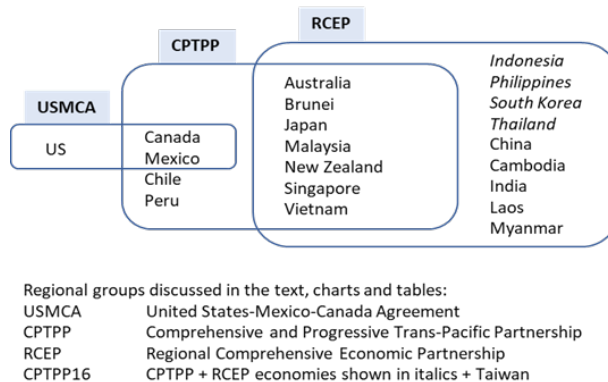 RCEP
CPTPP
USMCA
US
Canada
Mexico
Chile
Peru
Australia
Brunei
Japan
Malaysia
New Zealand
Singapore
Vietnam
Indonesia
Philippines
South Korea
Thailand
China
Cambodia
India
Laos
Myanmar
Regional groups discussed in the text, charts and tables:
USMCA United States-Mexico-Canada Agreement
CPTPP Comprehensive and Progressive Trans-Pacific Partnership
RCEP Regional Comprehensive Economic Partnership
CPTPP16 CPTPP + RCEP economies shown in italics + Taiwan